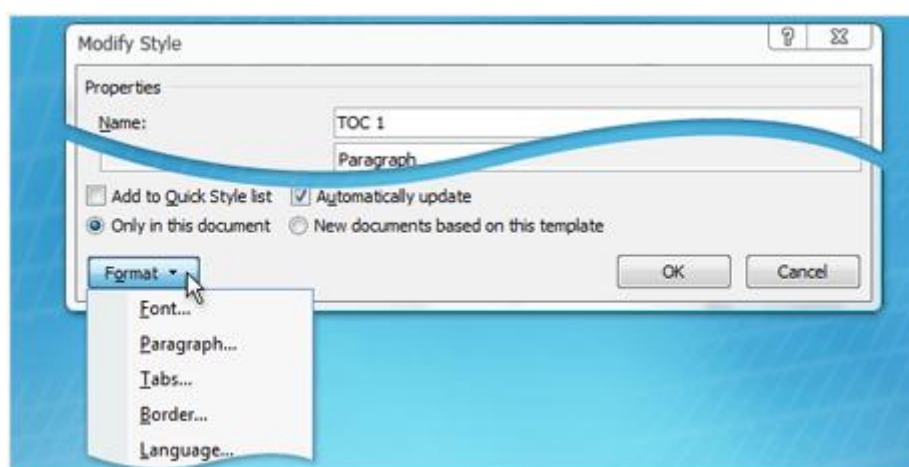 Modify Style
Properties
Name: TOC 1
Paragraph
Add to Quick Style list Automatically update
Only in this document New documents based on this template
Format OK Cancel
Font...
Paragraph...
Tabs...
Border...
Language...